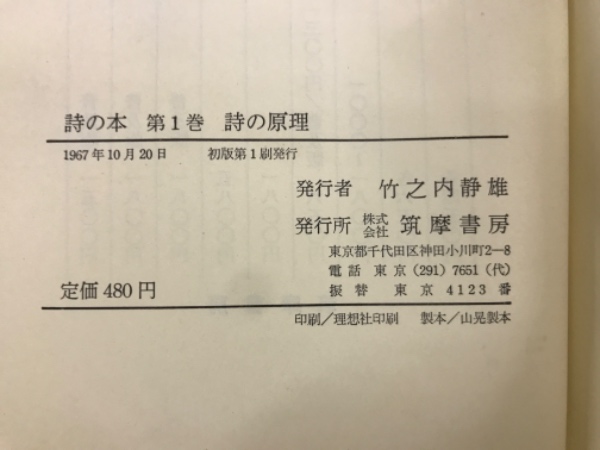 詩の本 第1巻 詩の原理
1967年10月20日 初版第1刷発行
発行者 竹之内静雄
発行所 株式会社 筑摩書房
東京都千代田区神田小川町2—8
電話 東京 (291) 7651 (代)
振替 東京 4123 番
定価 480 円
印刷/理想社印刷 製本/山晃製本